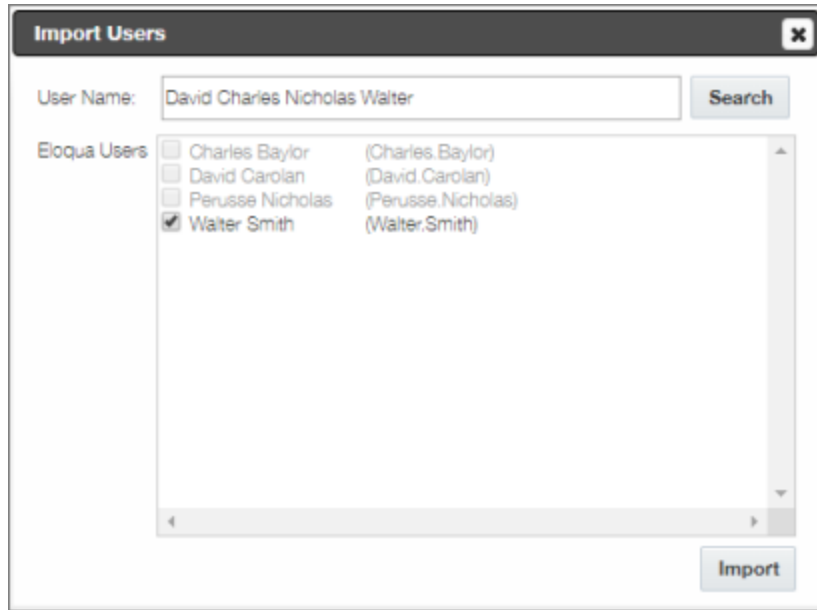 Import Users
User Name: David Charles Nicholas Walter Search
Eloqua Users
Charles Baylor (Charles.Baylor)
David Carolan (David.Carolan)
Perusse Nicholas (Perusse.Nicholas)
Walter Smith (Walter.Smith)
Import